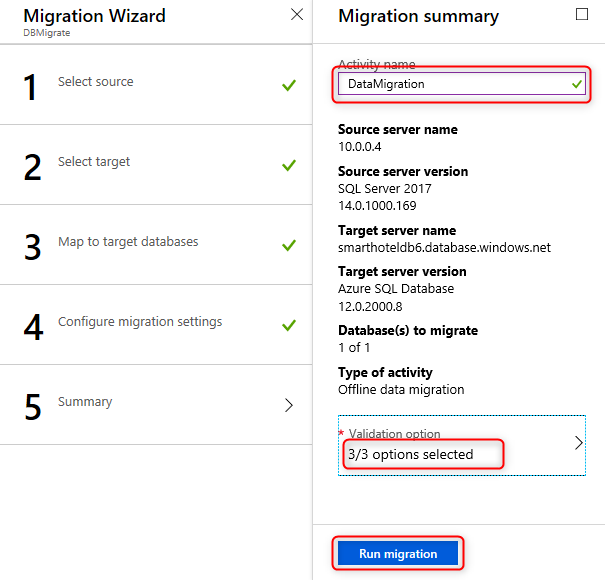 Migration Wizard
DBMigrate
1 Select source
2 Select target
3 Map to target databases
4 Configure migration settings
5 Summary
Migration summary
Activity name
DataMigration
Source server name
10.0.0.4
Source server version
SQL Server 2017
14.0.1000.169
Target server name
smarthoteldb6.database.windows.net
Target server version
Azure SQL Database
12.0.2000.8
Database(s) to migrate
1 of 1
Type of activity
Offline data migration
* Validation option
3/3 options selected
Run migration